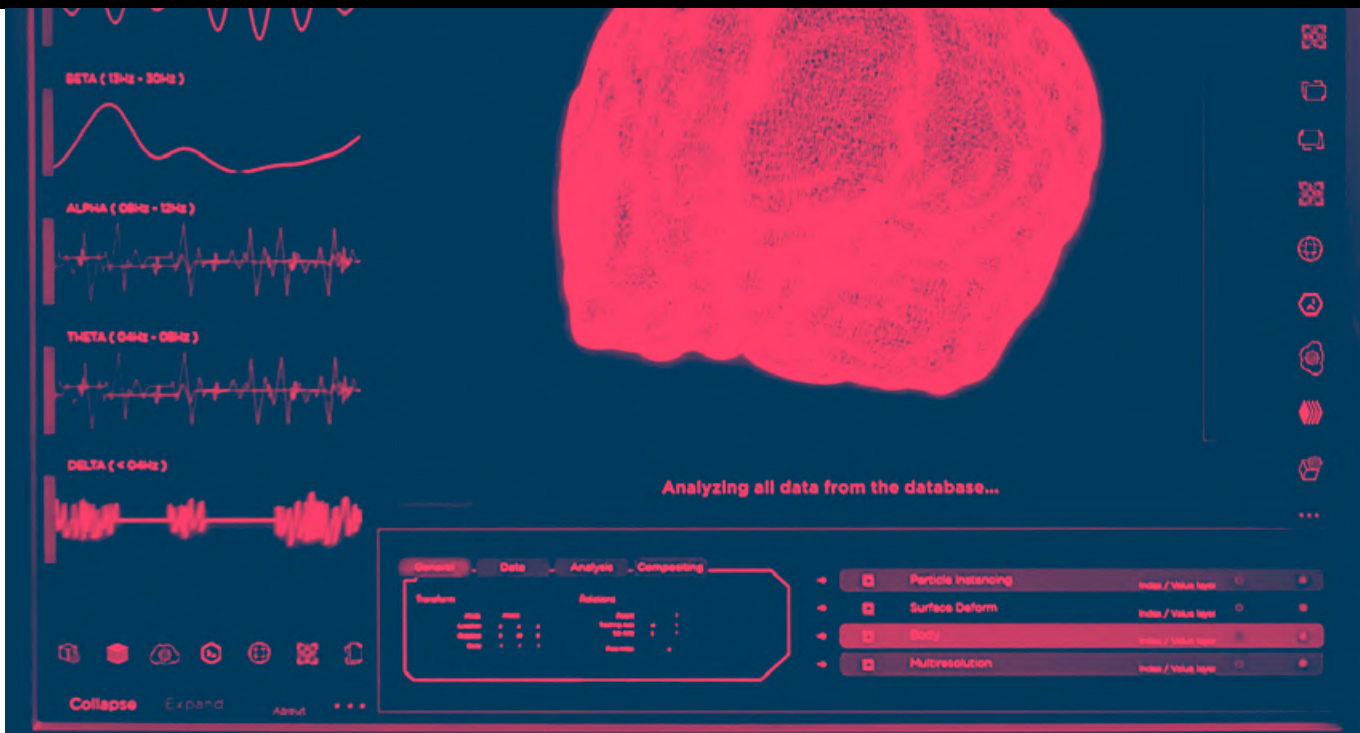 BETA ( 13Hz - 30Hz )
ALPHA ( 08Hz - 12Hz )
THETA ( 04Hz - 08Hz )
DELTA ( < 04Hz )
Analyzing all data from the database...
General
Data
Analysis
Compositing
Transform
Relations
Particle Instancing
Index / Value layer
Surface Deform
Index / Value layer
Body
Index / Value layer
Multiresolution
Index / Value layer
Collapse
Expand
About